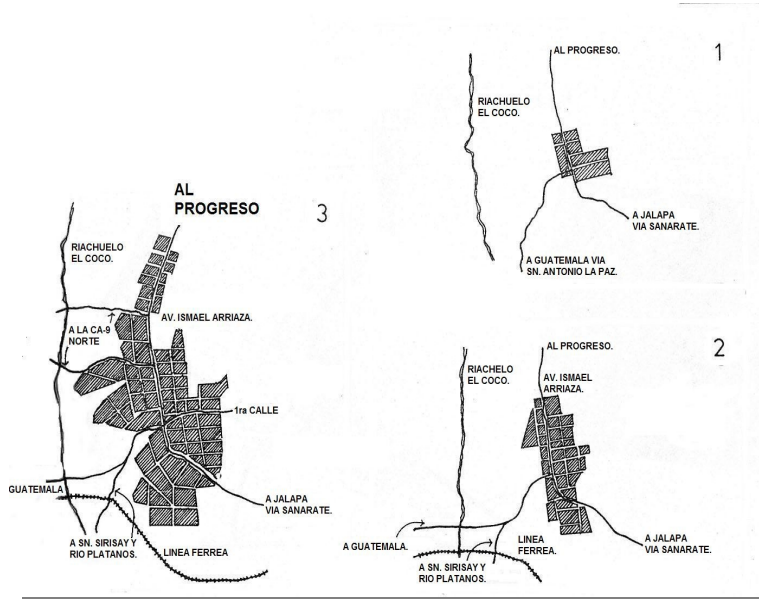 1
AL PROGRESO.
RIACHUELO
EL COCO.
A JALAPA
VIA SANARATE.
A GUATEMALA VIA
SN. ANTONIO LA PAZ.
2
AL PROGRESO.
RIACHELO
EL COCO.
AV. ISMAEL
ARRIAZA.
A GUATEMALA.
LINEA
FERREA.
A JALAPA
VIA SANARATE.
A SN. SIRISAY Y
RIO PLATANOS.
3
AL
PROGRESO
RIACHUELO
EL COCO.
AV. ISMAEL ARRIAZA.
A LA CA-9
NORTE
1ra CALLE
GUATEMALA
A JALAPA
VIA SANARATE.
A SN. SIRISAY Y
RIO PLATANOS.
LINEA FERREA